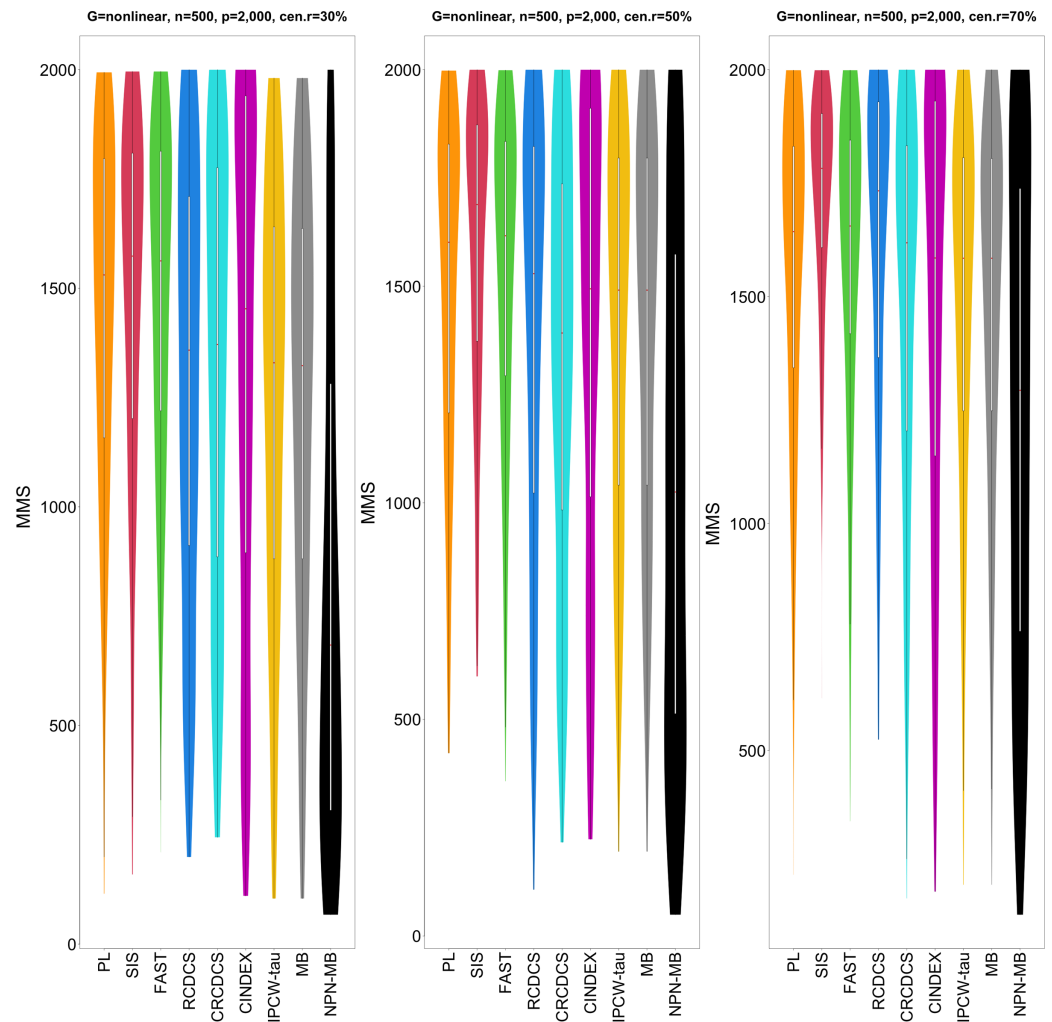 G=nonlinear, n=500, p=2,000, cen.r=30%
MMS
2000
1500
1000
500
0
PL
SIS
FAST
RCDCS
CRCDCS
CINDEX
IPCW-tau
MB
NPN-MB
G=nonlinear, n=500, p=2,000, cen.r=50%
MMS
2000
1500
1000
500
0
PL
SIS
FAST
RCDCS
CRCDCS
CINDEX
IPCW-tau
MB
NPN-MB
G=nonlinear, n=500, p=2,000, cen.r=70%
MMS
2000
1500
1000
500
PL
SIS
FAST
RCDCS
CRCDCS
CINDEX
IPCW-tau
MB
NPN-MB